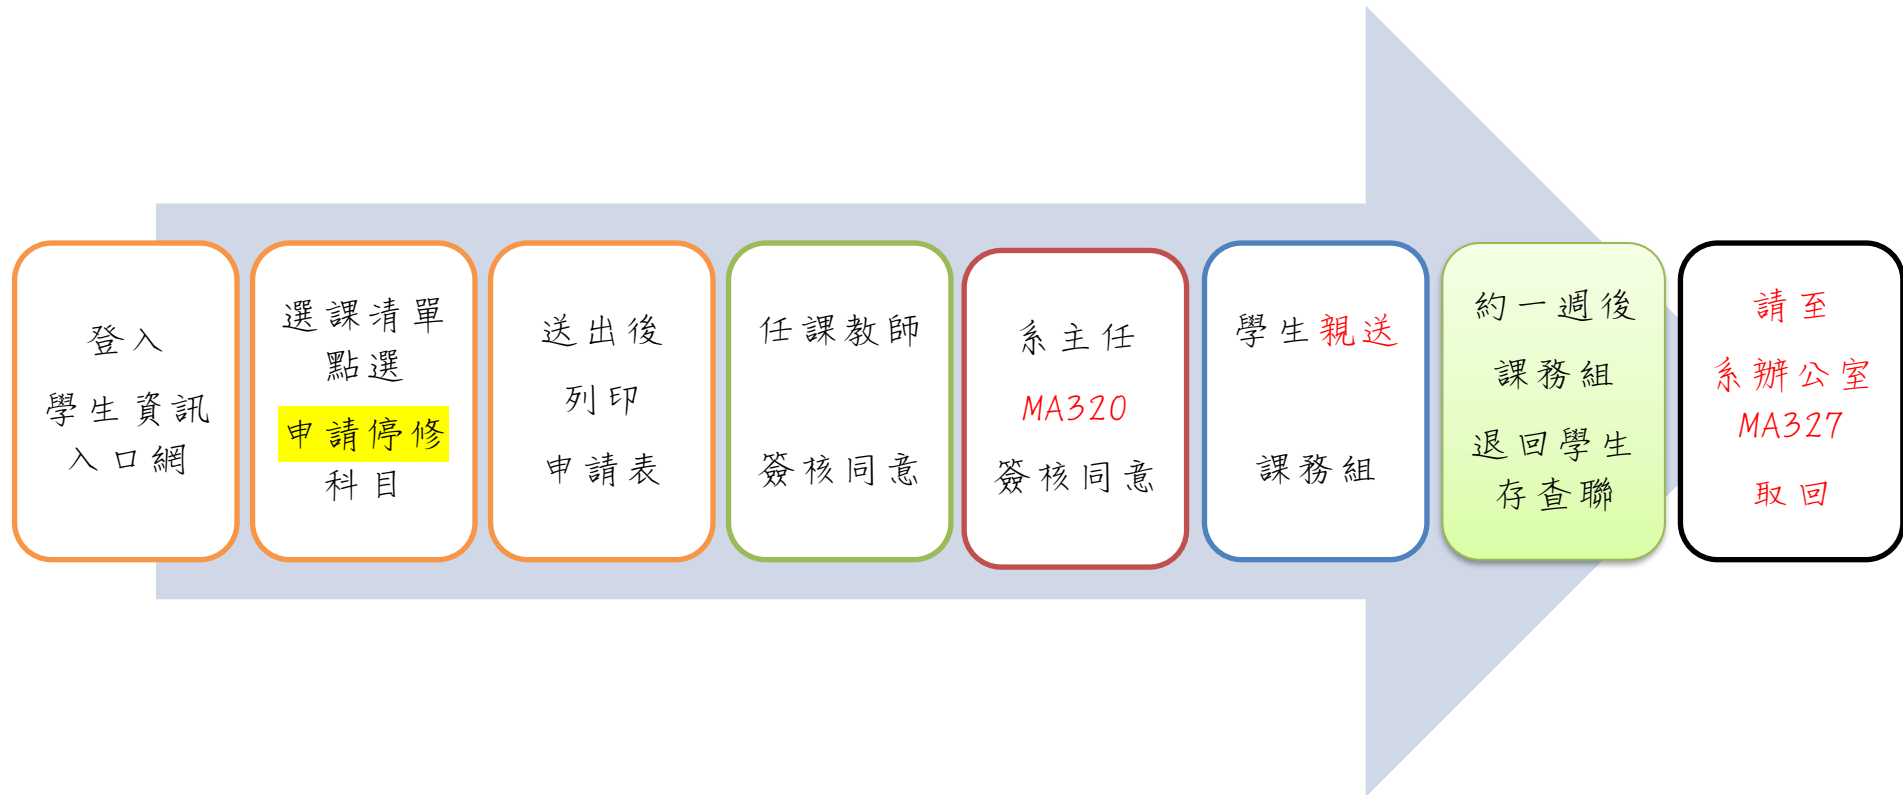 登入
學生資訊
入口網
選課清單
點選
申請停修
科目
送出後
列印
申請表
任課教師
簽核同意
系主任
MA320
簽核同意
學生親送
課務組
約一週後
課務組
退回學生
存查聯
請至
系辦公室
MA327
取回